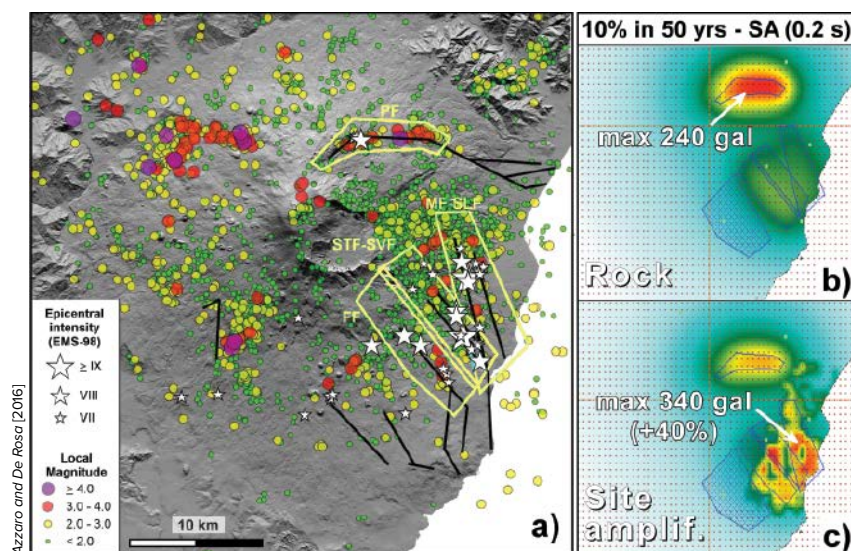 PF
MF-SLF
STF-SVF
FF
Epicentral
intensity
(EMS-98)
≥ IX
VIII
VII
Local
Magnitude
≥ 4.0
3.0 - 4.0
2.0 - 3.0
< 2.0
10 km
a)
Azzaro and De Rosa [2016]
10% in 50 yrs - SA (0.2 s)
max 240 gal
Rock
b)
max 340 gal
(+40%)
Site
amplif.
c)